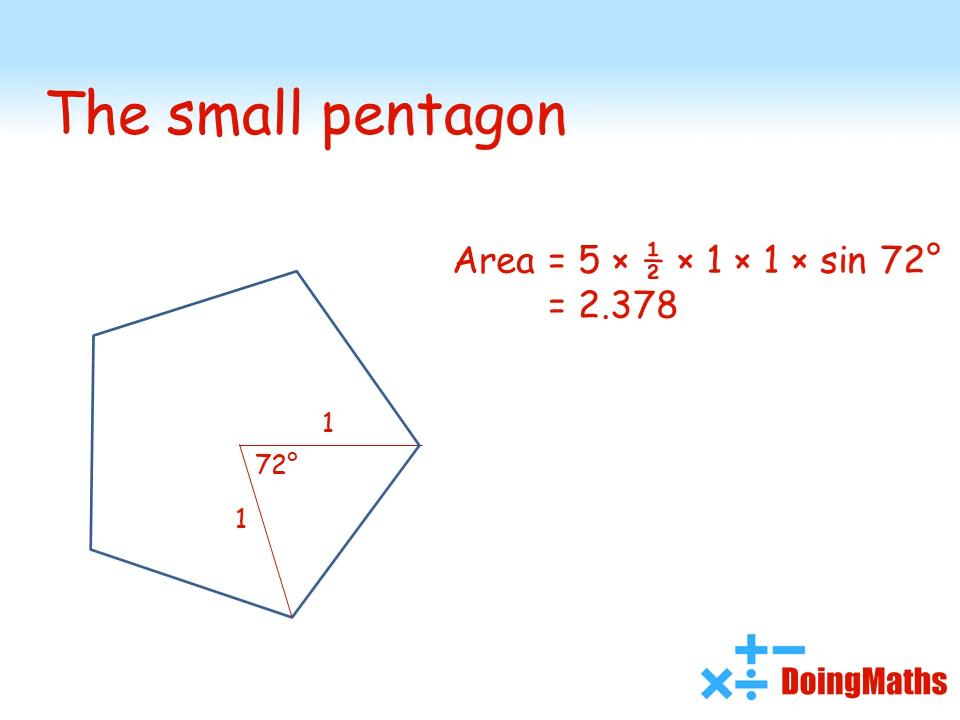 The small pentagon
Area = 5 × ½ × 1 × 1 × sin 72°
= 2.378
1
72°
1
DoingMaths